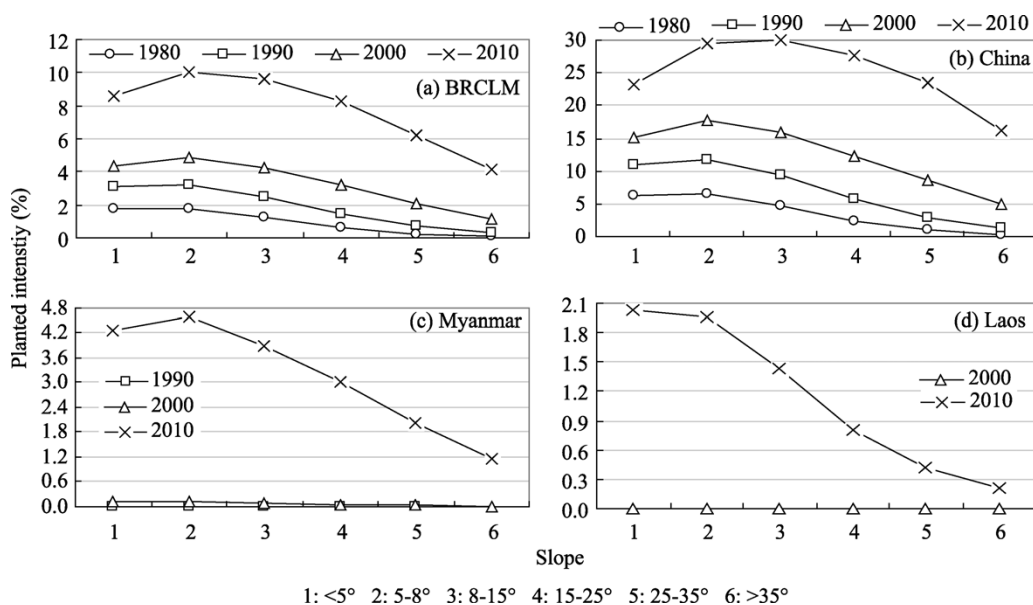 12
10
8
6
4
2
0
1980 1990 2000 2010
(a) BRCLM
1 2 3 4 5 6
30
25
20
15
10
5
0
1980 1990 2000 2010
(b) China
1 2 3 4 5 6
Planted intenstiy (%)
4.8
4.2
3.6
3.0
2.4
1.8
1.2
0.6
0.0
(c) Myanmar
1990
2000
2010
1 2 3 4 5 6
2.1
1.8
1.5
1.2
0.9
0.6
0.3
0.0
(d) Laos
2000
2010
1 2 3 4 5 6
Slope
1: <5° 2: 5-8° 3: 8-15° 4: 15-25° 5: 25-35° 6: >35°